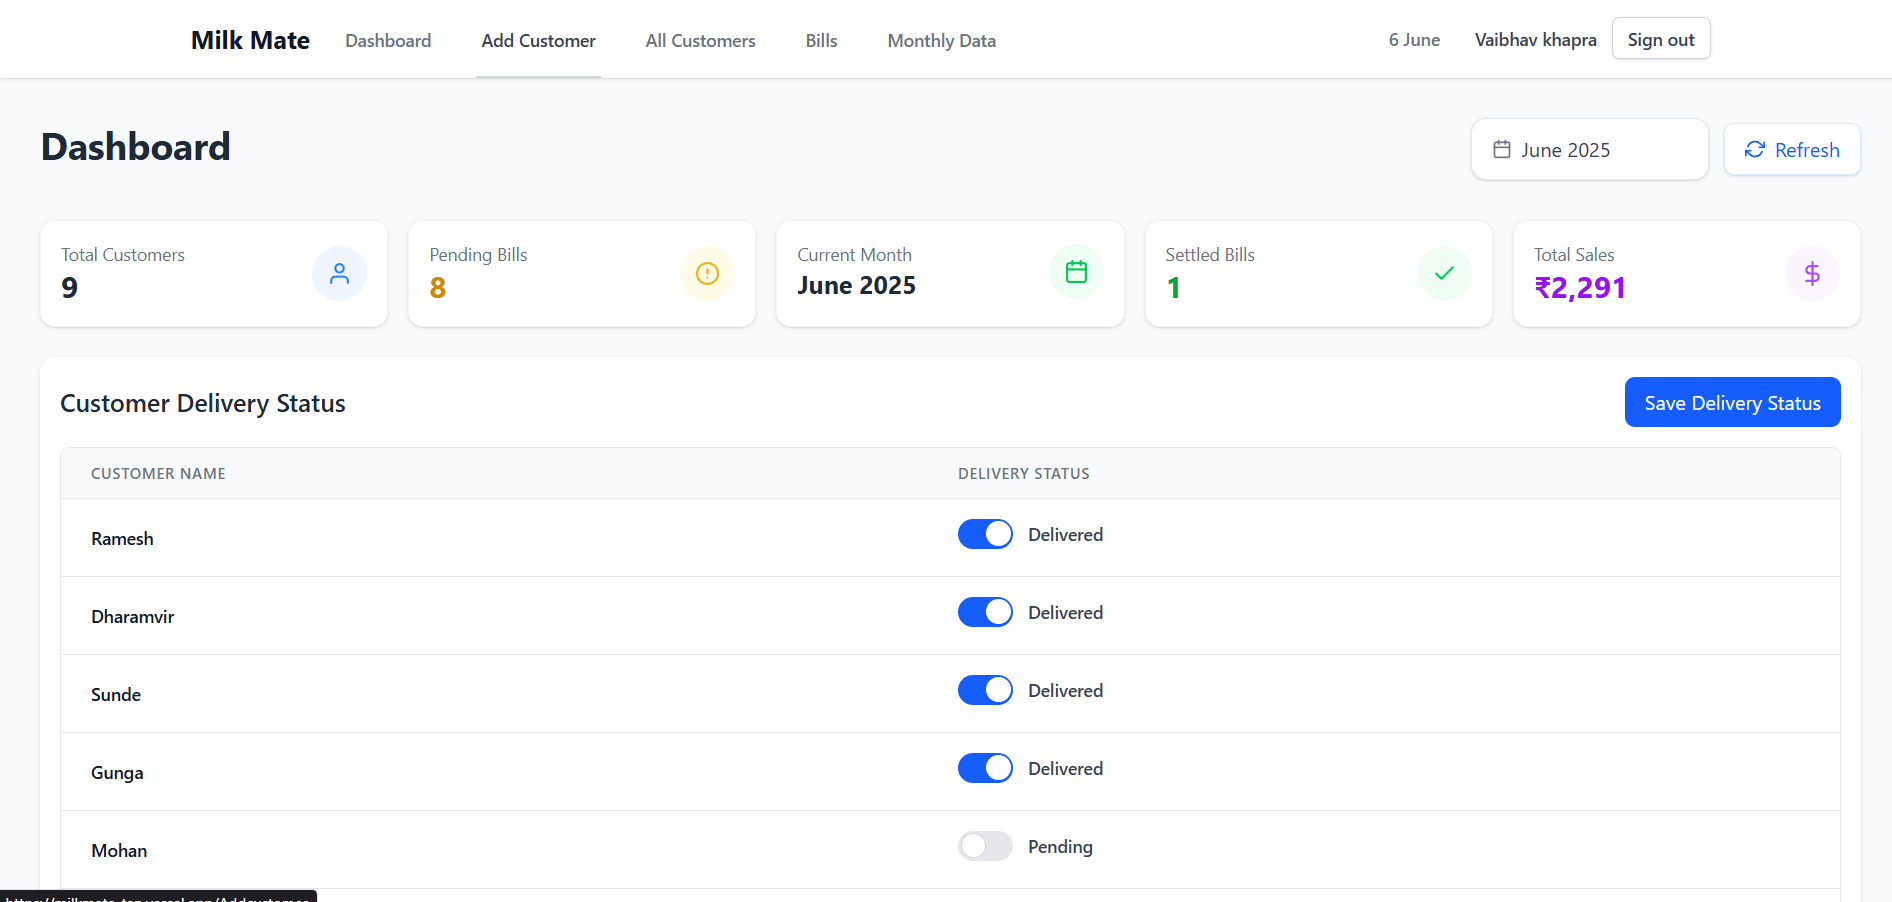 Milk Mate Dashboard Add Customer All Customers Bills Monthly Data 6 June Vaibhav khapra Sign out
Dashboard June 2025 Refresh
Total Customers
9
Pending Bills
8
Current Month
June 2025
Settled Bills
1
Total Sales
₹2,291
Customer Delivery Status Save Delivery Status
CUSTOMER NAME DELIVERY STATUS
Ramesh Delivered
Dharamvir Delivered
Sunde Delivered
Gunga Delivered
Mohan Pending